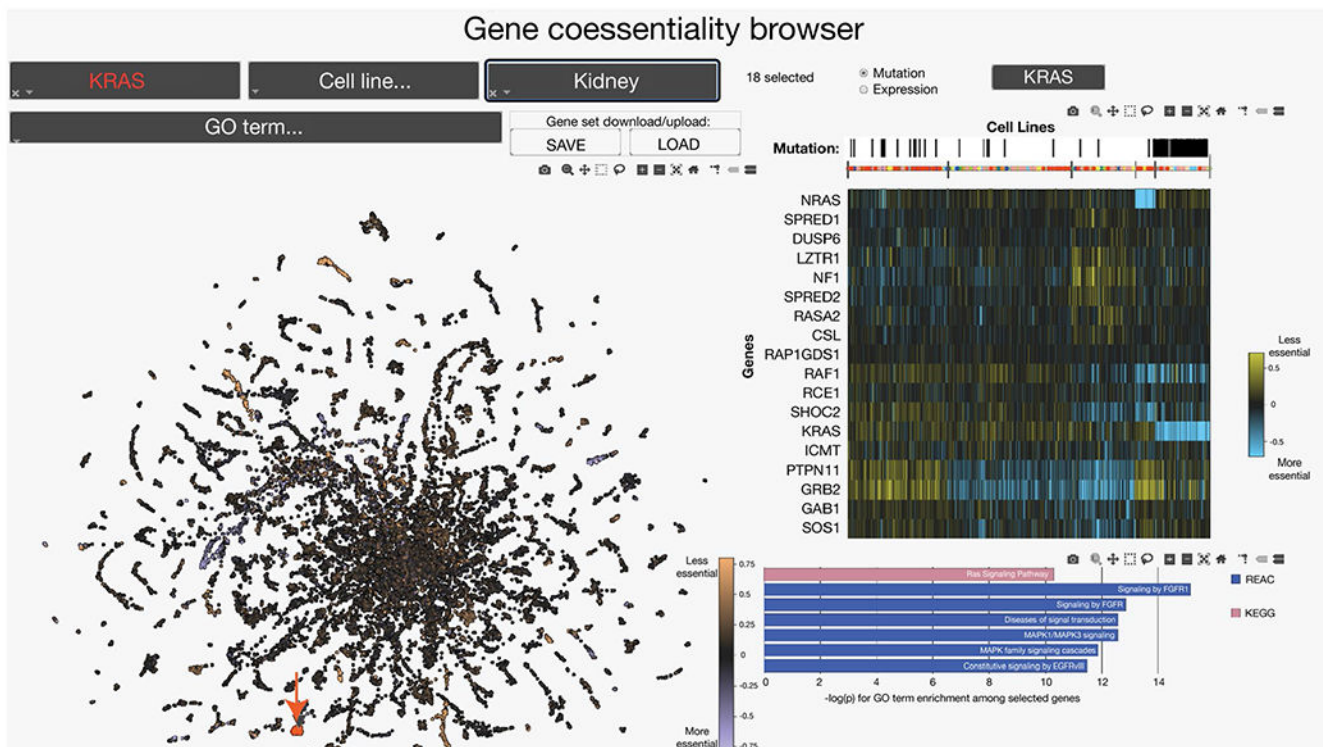 Gene coessentiality browser
KRAS
Cell line...
Kidney
18 selected
Mutation
Expression
KRAS
GO term...
Gene set download/upload:
SAVE
LOAD
Cell Lines
Mutation:
Genes
NRAS
SPRED1
DUSP6
LZTR1
NF1
SPRED2
RASA2
CSL
RAP1GDS1
RAF1
RCE1
SHOC2
KRAS
ICMT
PTPN11
GRB2
GAB1
SOS1
Less
essential
0.5
0
-0.5
More
essential
Less
essential
0.75
0.5
0.25
0
-0.25
-0.5
-0.75
More
essential
Ras Signaling Pathway
Signaling by FGFR1
Signaling by FGFR
Diseases of signal transduction
MAPK1/MAPK3 signaling
MAPK family signaling cascades
Constitutive signaling by EGFRvIII
0 2 4 6 8 10 12 14
-log(p) for GO term enrichment among selected genes
REAC
KEGG